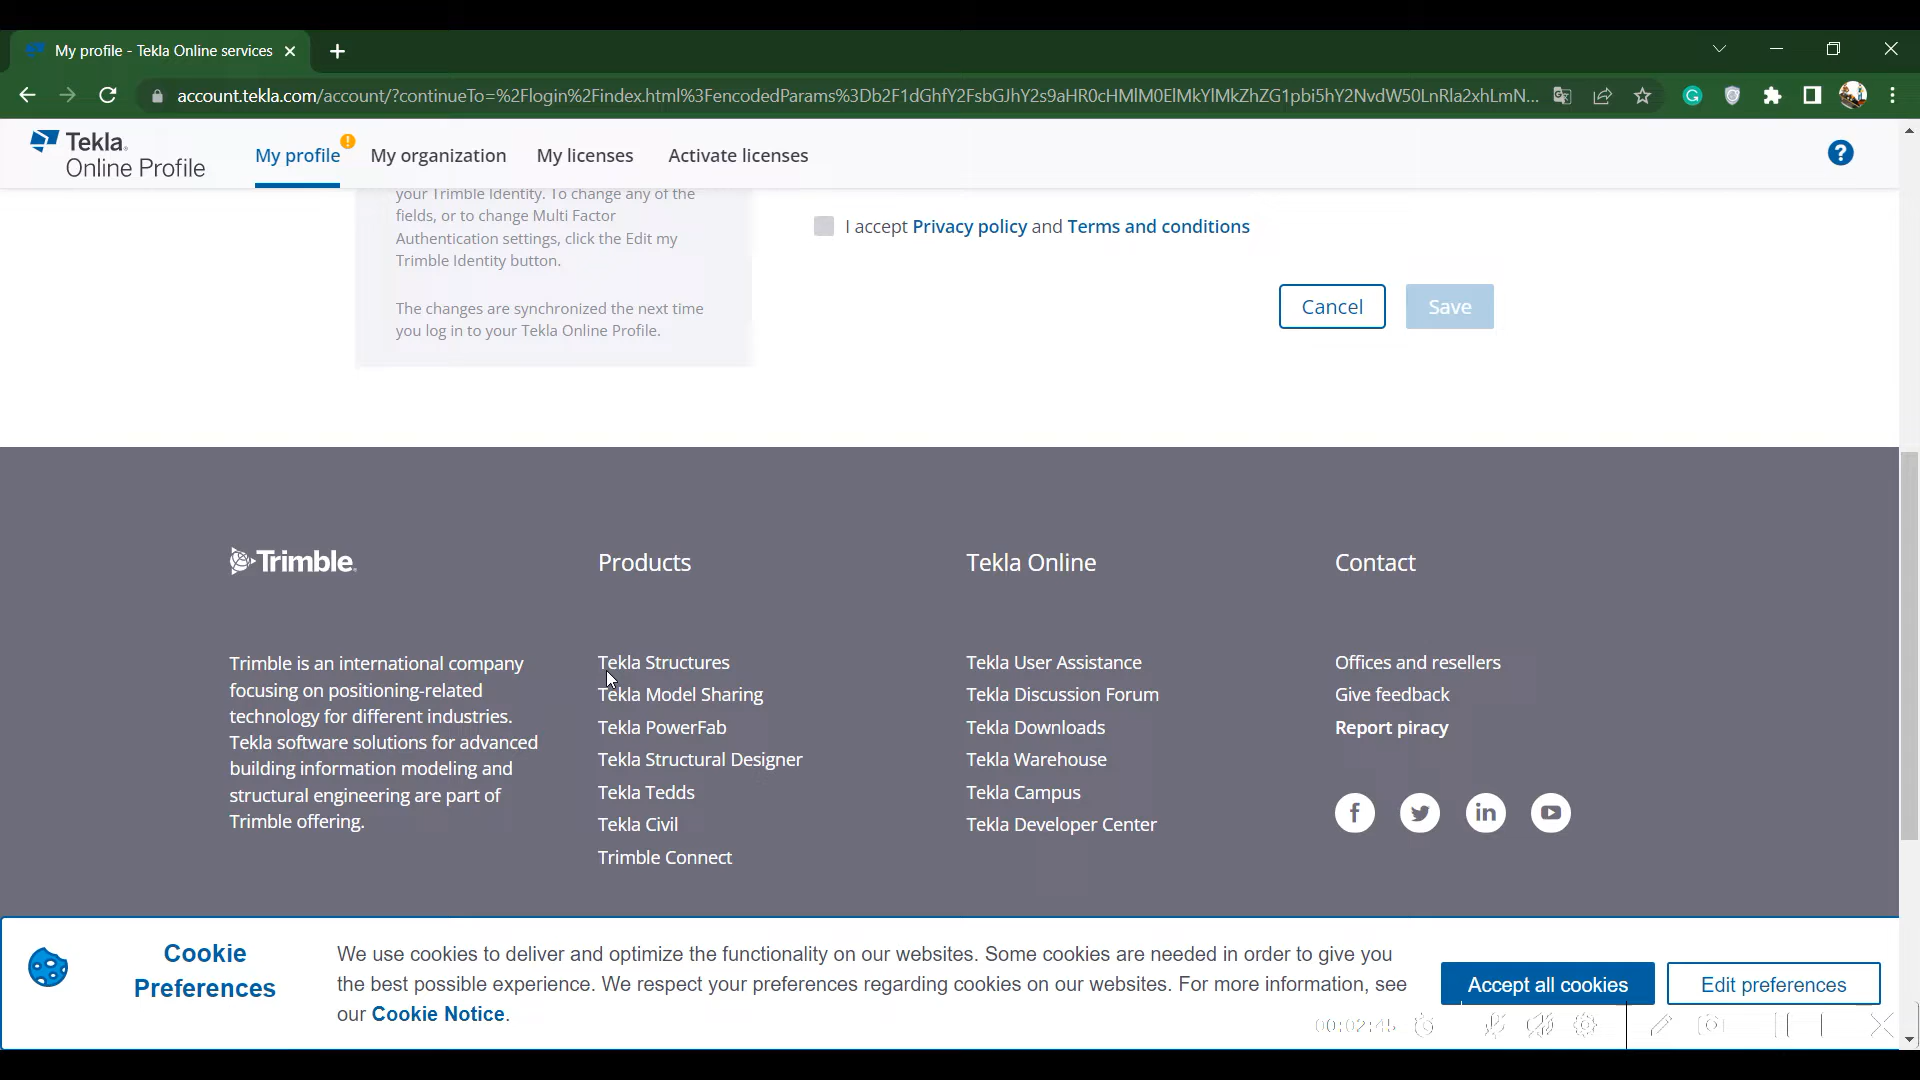 My profile - Tekla Online services
account.tekla.com/account/?continueTo=%2Flogin%2Findex.html%3FencodedParams%3Db2F1dGhfY2FsbGJhY2s9aHR0cHMlM0ElMkYlMkZhZG1pbi5hY2NvdW50LnRla2xhLmN...
Tekla
Online Profile
My profile
My organization
My licenses
Activate licenses
your Trimble Identity. To change any of the
fields, or to change Multi Factor
Authentication settings, click the Edit my
Trimble Identity button.
The changes are synchronized the next time
you log in to your Tekla Online Profile.
I accept Privacy policy and Terms and conditions
Cancel
Save
Trimble
Trimble is an international company
focusing on positioning-related
technology for different industries.
Tekla software solutions for advanced
building information modeling and
structural engineering are part of
Trimble offering.
Products
Tekla Structures
Tekla Model Sharing
Tekla PowerFab
Tekla Structural Designer
Tekla Tedds
Tekla Civil
Trimble Connect
Tekla Online
Tekla User Assistance
Tekla Discussion Forum
Tekla Downloads
Tekla Warehouse
Tekla Campus
Tekla Developer Center
Contact
Offices and resellers
Give feedback
Report piracy
Cookie
Preferences
We use cookies to deliver and optimize the functionality on our websites. Some cookies are needed in order to give you
the best possible experience. We respect your preferences regarding cookies on our websites. For more information, see
our Cookie Notice.
Accept all cookies
Edit preferences
00:02:45